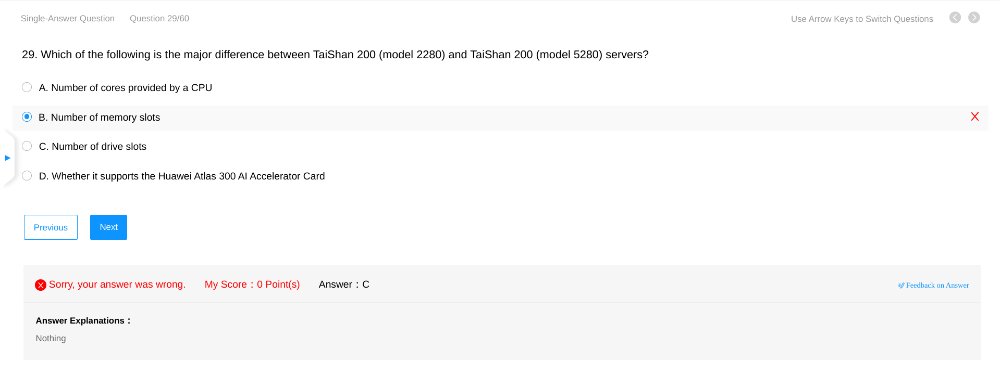 Single-Answer Question Question 29/60 Use Arrow Keys to Switch Questions
29. Which of the following is the major difference between TaiShan 200 (model 2280) and TaiShan 200 (model 5280) servers?
A. Number of cores provided by a CPU
B. Number of memory slots X
C. Number of drive slots
D. Whether it supports the Huawei Atlas 300 AI Accelerator Card
Previous Next
Sorry, your answer was wrong. My Score：0 Point(s) Answer：C Feedback on Answer
Answer Explanations：
Nothing